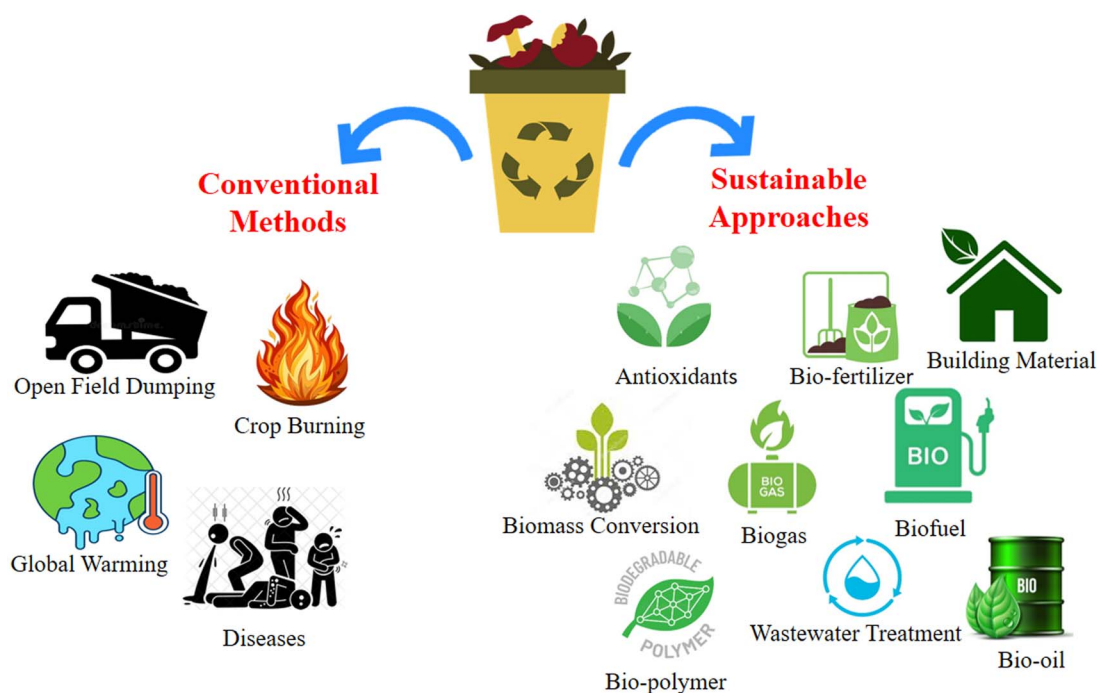 Conventional
Methods
Sustainable
Approaches
Open Field Dumping
Crop Burning
Global Warming
Diseases
Antioxidants
Bio-fertilizer
Building Material
Biomass Conversion
BIO
GAS
Biogas
BIO
Biofuel
BIODEGRADABLE
POLYMER
Bio-polymer
Wastewater Treatment
BIO
Bio-oil